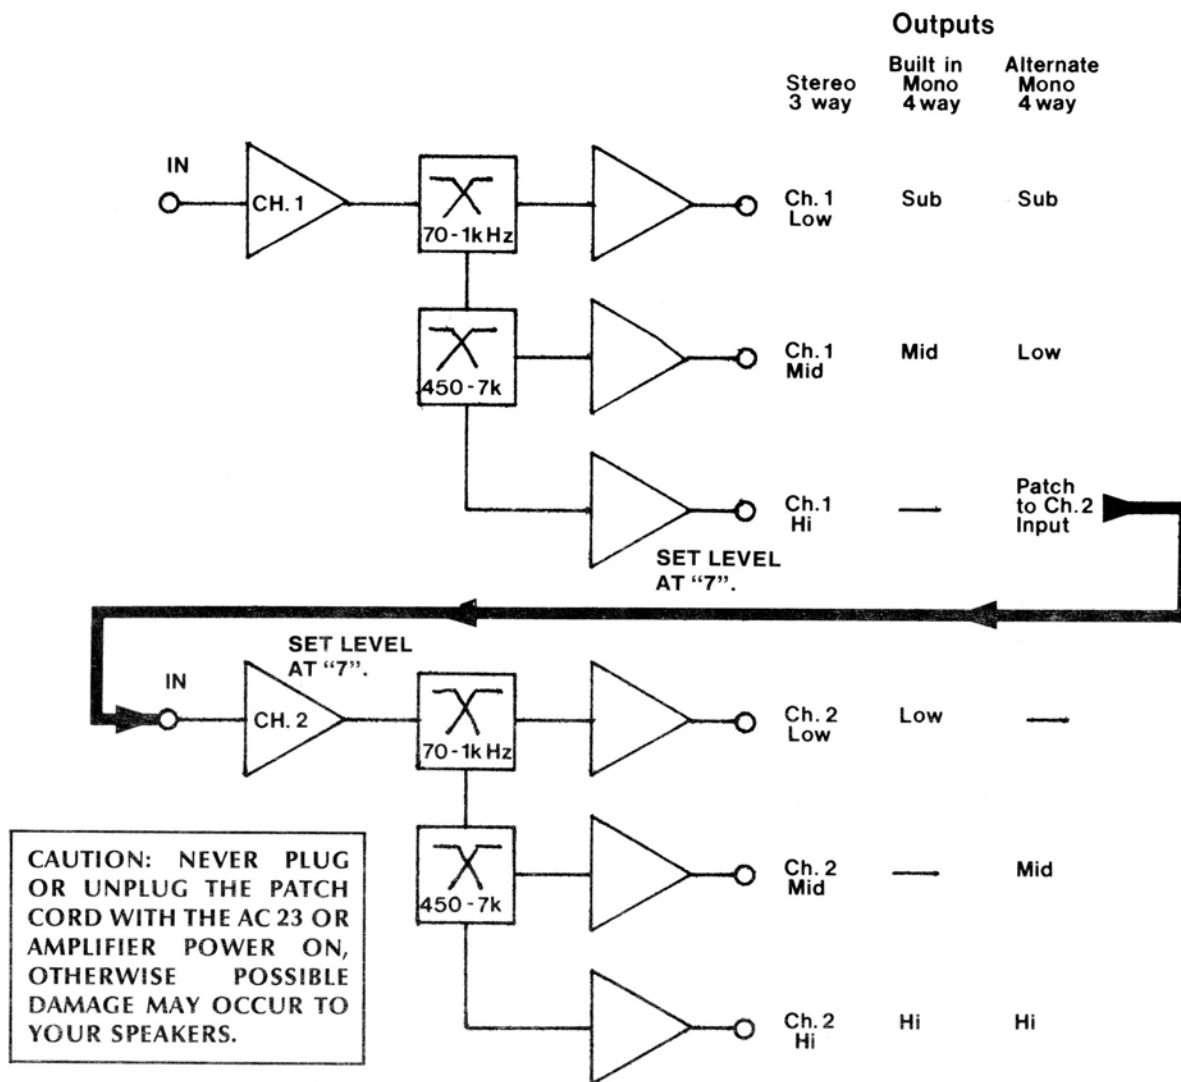 Outputs
Stereo
3 way
Built in
Mono
4 way
Alternate
Mono
4 way
IN
CH. 1
70 - 1k Hz
Ch. 1
Low
Sub
Sub
450 - 7k
Ch. 1
Mid
Mid
Low
Ch. 1
Hi
—
Patch
to Ch. 2
Input
SET LEVEL
AT “7”.
SET LEVEL
AT “7”.
IN
CH. 2
70 - 1k Hz
Ch. 2
Low
Low
—
450 - 7k
Ch. 2
Mid
—
Mid
Ch. 2
Hi
Hi
Hi
CAUTION: NEVER PLUG
OR UNPLUG THE PATCH
CORD WITH THE AC 23 OR
AMPLIFIER POWER ON,
OTHERWISE POSSIBLE
DAMAGE MAY OCCUR TO
YOUR SPEAKERS.